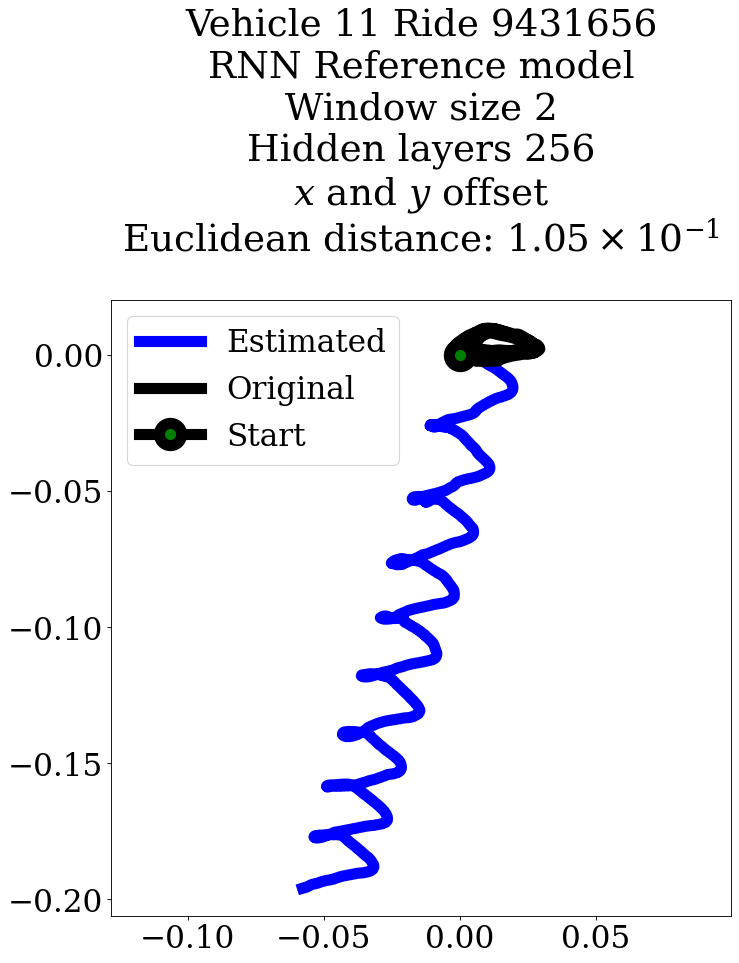 Vehicle 11 Ride 9431656
RNN Reference model
Window size 2
Hidden layers 256
x and y offset
Euclidean distance: 1.05 × 10⁻¹
Estimated
Original
Start
0.00
−0.05
−0.10
−0.15
−0.20
−0.10
−0.05
0.00
0.05